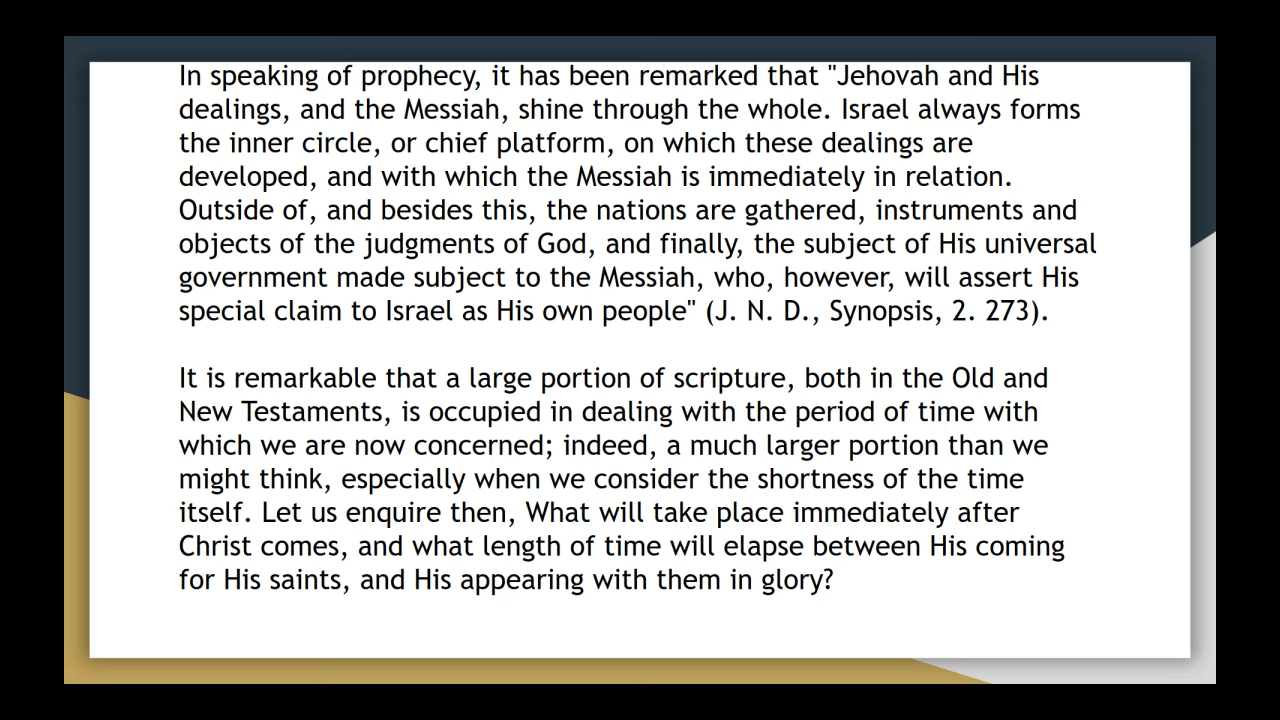 In speaking of prophecy, it has been remarked that "Jehovah and His
dealings, and the Messiah, shine through the whole. Israel always forms
the inner circle, or chief platform, on which these dealings are
developed, and with which the Messiah is immediately in relation.
Outside of, and besides this, the nations are gathered, instruments and
objects of the judgments of God, and finally, the subject of His universal
government made subject to the Messiah, who, however, will assert His
special claim to Israel as His own people" (J. N. D., Synopsis, 2. 273).
It is remarkable that a large portion of scripture, both in the Old and
New Testaments, is occupied in dealing with the period of time with
which we are now concerned; indeed, a much larger portion than we
might think, especially when we consider the shortness of the time
itself. Let us enquire then, What will take place immediately after
Christ comes, and what length of time will elapse between His coming
for His saints, and His appearing with them in glory?